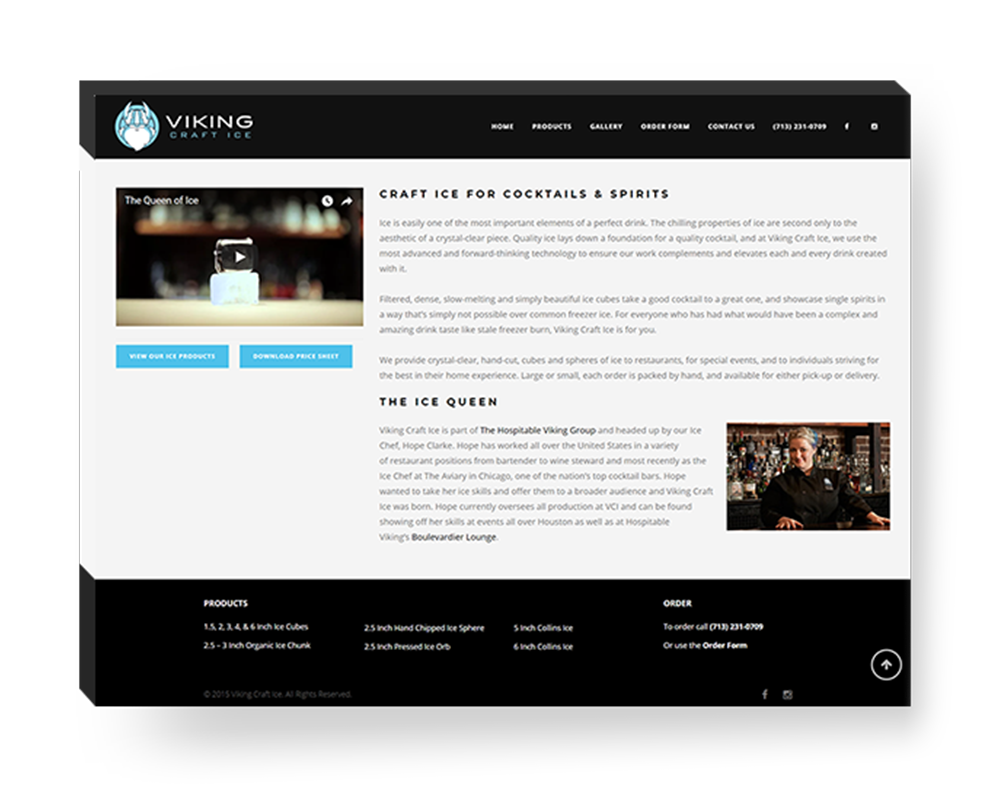 VIKING
CRAFT ICE
HOME PRODUCTS GALLERY ORDER FORM CONTACT US (713) 231-0709
The Queen of Ice
VIEW OUR ICE PRODUCTS DOWNLOAD PRICE SHEET
CRAFT ICE FOR COCKTAILS & SPIRITS
Ice is easily one of the most important elements of a perfect drink. The chilling properties of ice are second only to the
aesthetic of a crystal-clear piece. Quality ice lays down a foundation for a quality cocktail, and at Viking Craft Ice, we use the
most advanced and forward-thinking technology to ensure our work complements and elevates each and every drink created
with it.
Filtered, dense, slow-melting and simply beautiful ice cubes take a good cocktail to a great one, and showcase single spirits in
a way that's simply not possible over common freezer ice. For everyone who has had what would have been a complex and
amazing drink taste like stale freezer burn, Viking Craft Ice is for you.
We provide crystal-clear, hand-cut, cubes and spheres of ice to restaurants, for special events, and to individuals striving for
the best in their home experience. Large or small, each order is packed by hand, and available for either pick-up or delivery.
THE ICE QUEEN
Viking Craft Ice is part of The Hospitable Viking Group and headed up by our Ice
Chef, Hope Clarke. Hope has worked all over the United States in a variety
of restaurant positions from bartender to wine steward and most recently as the
Ice Chef at The Aviary in Chicago, one of the nation's top cocktail bars. Hope
wanted to take her ice skills and offer them to a broader audience and Viking Craft
Ice was born. Hope currently oversees all production at VCI and can be found
showing off her skills at events all over Houston as well as at Hospitable
Viking's Boulevardier Lounge.
PRODUCTS
1.5, 2, 3, 4, & 6 Inch Ice Cubes
2.5 – 3 Inch Organic Ice Chunk
2.5 Inch Hand Chipped Ice Sphere
2.5 Inch Pressed Ice Orb
5 Inch Collins Ice
6 Inch Collins Ice
ORDER
To order call (713) 231-0709
Or use the Order Form
© 2015 Viking Craft Ice. All Rights Reserved.